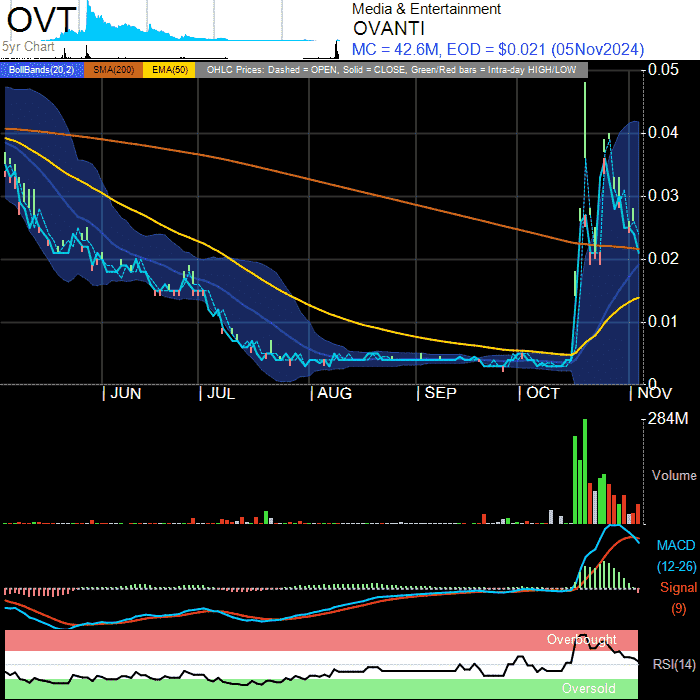 OVT
Media & Entertainment
OVANTI
5yr Chart
MC = 42.6M, EOD = $0.021 (05Nov2024)
BollBands(20,2) SMA(200) EMA(50) OHLC Prices: Dashed = OPEN, Solid = CLOSE, Green/Red bars = Intra-day HIGH/LOW
0.05
0.04
0.03
0.02
0.01
0
JUN JUL AUG SEP OCT NOV
284M
Volume
MACD
(12-26)
Signal
(9)
Overbought
RSI(14)
Oversold